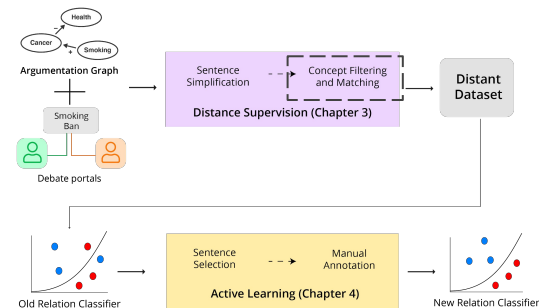 Health
Cancer
Smoking
-
+
Argumentation Graph
Smoking
Ban
Debate portals
Sentence
Simplification
Concept Filtering
and Matching
Distance Supervision (Chapter 3)
Distant
Dataset
Old Relation Classifier
Sentence
Selection
Manual
Annotation
Active Learning (Chapter 4)
New Relation Classifier